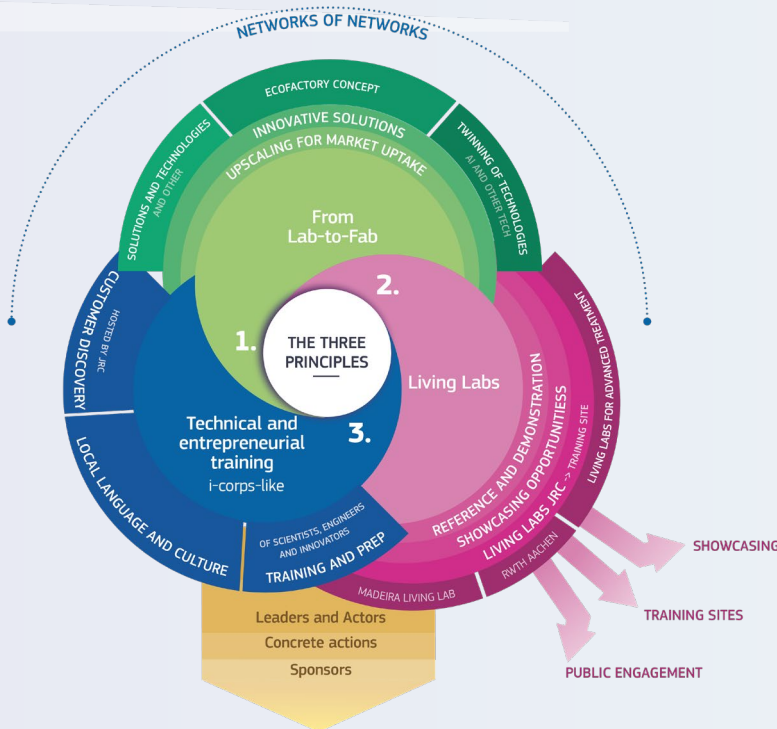 NETWORKS OF NETWORKS
ECOFACTORY CONCEPT
SOLUTIONS AND TECHNOLOGIES
AND OTHER
TWINNING OF TECHNOLOGIES
AI AND OTHER TECH
INNOVATIVE SOLUTIONS
UPSCALING FOR MARKET UPTAKE
From
Lab-to-Fab
2.
1.
THE THREE
PRINCIPLES
3.
Living Labs
Technical and
entrepreneurial
training
i-corps-like
CUSTOMER DISCOVERY
HOSTED BY JRC
LOCAL LANGUAGE AND CULTURE
OF SCIENTISTS, ENGINEERS
AND INNOVATORS
TRAINING AND PREP
REFERENCE AND DEMONSTRATION
SHOWCASING OPPORTUNITIESS
LIVING LABS JRC -> TRAINING SITE
LIVING LABS FOR ADVANCED TREATMENT
RWTH AACHEN
MADEIRA LIVING LAB
SHOWCASING
TRAINING SITES
PUBLIC ENGAGEMENT
Leaders and Actors
Concrete actions
Sponsors